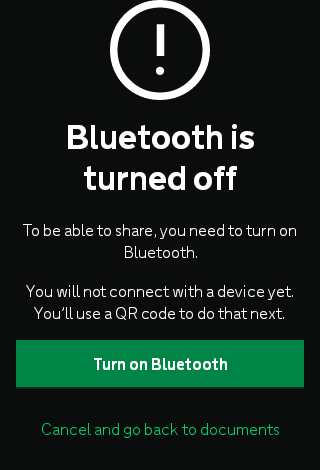 Bluetooth is
turned off
To be able to share, you need to turn on
Bluetooth.
You will not connect with a device yet.
You'll use a QR code to do that next.
Turn on Bluetooth
Cancel and go back to documents